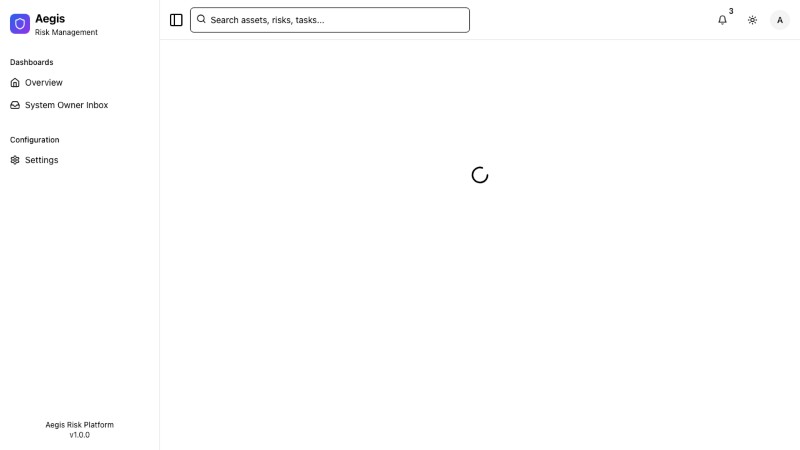 Aegis
Risk Management
Dashboards
Overview
System Owner Inbox
Configuration
Settings
Aegis Risk Platform
v1.0.0
Search assets, risks, tasks...
3
A